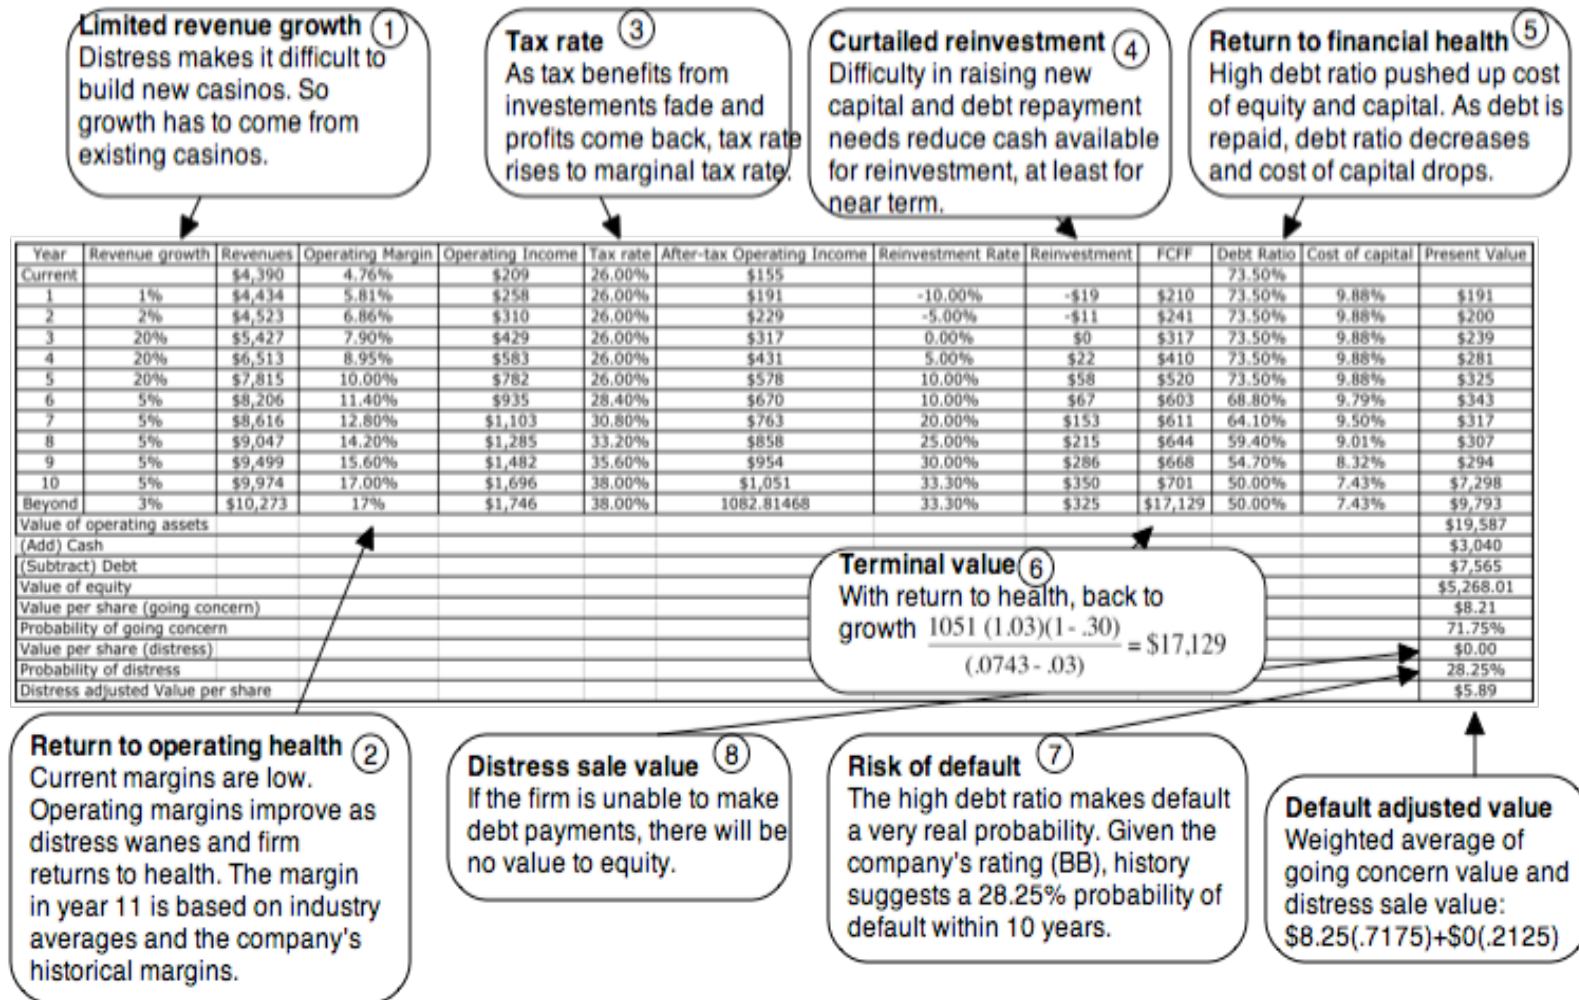 Limited revenue growth 1
Distress makes it difficult to
build new casinos. So
growth has to come from
existing casinos.
Tax rate 3
As tax benefits from
investements fade and
profits come back, tax rate
rises to marginal tax rate.
Curtailed reinvestment 4
Difficulty in raising new
capital and debt repayment
needs reduce cash available
for reinvestment, at least for
near term.
Return to financial health 5
High debt ratio pushed up cost
of equity and capital. As debt is
repaid, debt ratio decreases
and cost of capital drops.
Year Revenue growth Revenues Operating Margin Operating Income Tax rate After-tax Operating Income Reinvestment Rate Reinvestment FCFF Debt Ratio Cost of capital Present Value
Current $4,390 4.76% $209 26.00% $155 73.50%
1 1% $4,434 5.81% $258 26.00% $191 -10.00% -$19 $210 73.50% 9.88% $191
2 2% $4,523 6.86% $310 26.00% $229 -5.00% -$11 $241 73.50% 9.88% $200
3 20% $5,427 7.90% $429 26.00% $317 0.00% $0 $317 73.50% 9.88% $239
4 20% $6,513 8.95% $583 26.00% $431 5.00% $22 $410 73.50% 9.88% $281
5 20% $7,815 10.00% $782 26.00% $578 10.00% $58 $520 73.50% 9.88% $325
6 5% $8,206 11.40% $935 28.40% $670 10.00% $67 $603 68.80% 9.79% $343
7 5% $8,616 12.80% $1,103 30.80% $763 20.00% $153 $611 64.10% 9.50% $317
8 5% $9,047 14.20% $1,285 33.20% $858 25.00% $215 $644 59.40% 9.01% $307
9 5% $9,499 15.60% $1,482 35.60% $954 30.00% $286 $668 54.70% 8.32% $294
10 5% $9,974 17.00% $1,696 38.00% $1,051 33.30% $350 $701 50.00% 7.43% $7,298
Beyond 3% $10,273 17% $1,746 38.00% 1082.81468 33.30% $325 $17,129 50.00% 7.43% $9,793
Value of operating assets $19,587
(Add) Cash $3,040
(Subtract) Debt $7,565
Value of equity $5,268.01
Value per share (going concern) $8.21
Probability of going concern 71.75%
Value per share (distress) $0.00
Probability of distress 28.25%
Distress adjusted Value per share $5.89
Terminal value 6
With return to health, back to
growth 1051 (1.03)(1 - .30) / (.0743 - .03) = $17,129
Return to operating health 2
Current margins are low.
Operating margins improve as
distress wanes and firm
returns to health. The margin
in year 11 is based on industry
averages and the company's
historical margins.
Distress sale value 8
If the firm is unable to make
debt payments, there will be
no value to equity.
Risk of default 7
The high debt ratio makes default
a very real probability. Given the
company's rating (BB), history
suggests a 28.25% probability of
default within 10 years.
Default adjusted value
Weighted average of
going concern value and
distress sale value:
$8.25(.7175)+$0(.2125)